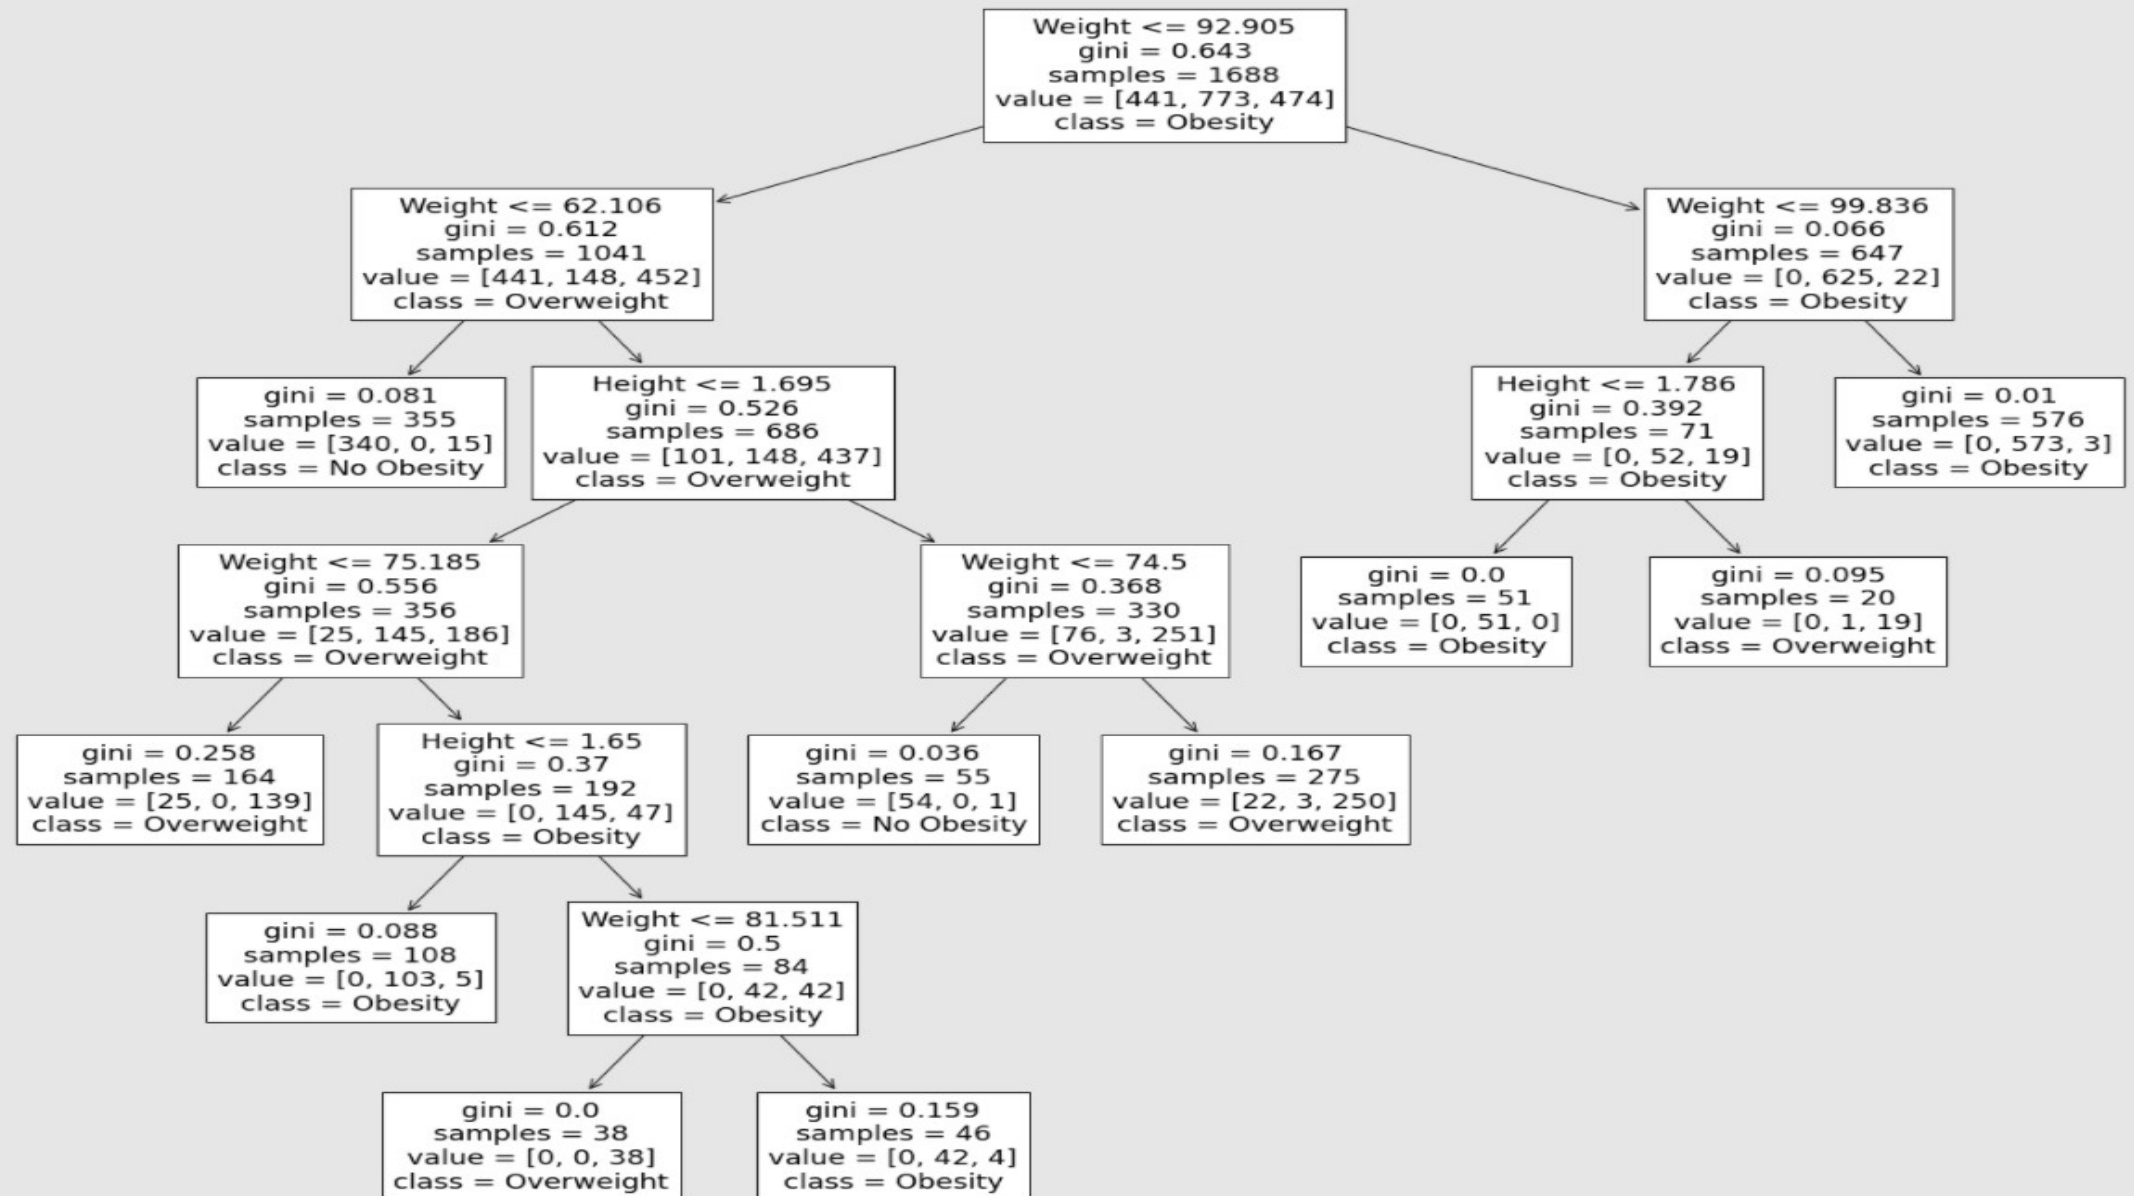 Weight <= 92.905
gini = 0.643
samples = 1688
value = [441, 773, 474]
class = Obesity
Weight <= 62.106
gini = 0.612
samples = 1041
value = [441, 148, 452]
class = Overweight
Weight <= 99.836
gini = 0.066
samples = 647
value = [0, 625, 22]
class = Obesity
gini = 0.081
samples = 355
value = [340, 0, 15]
class = No Obesity
Height <= 1.695
gini = 0.526
samples = 686
value = [101, 148, 437]
class = Overweight
Height <= 1.786
gini = 0.392
samples = 71
value = [0, 52, 19]
class = Obesity
gini = 0.01
samples = 576
value = [0, 573, 3]
class = Obesity
Weight <= 75.185
gini = 0.556
samples = 356
value = [25, 145, 186]
class = Overweight
Weight <= 74.5
gini = 0.368
samples = 330
value = [76, 3, 251]
class = Overweight
gini = 0.0
samples = 51
value = [0, 51, 0]
class = Obesity
gini = 0.095
samples = 20
value = [0, 1, 19]
class = Overweight
gini = 0.258
samples = 164
value = [25, 0, 139]
class = Overweight
Height <= 1.65
gini = 0.37
samples = 192
value = [0, 145, 47]
class = Obesity
gini = 0.036
samples = 55
value = [54, 0, 1]
class = No Obesity
gini = 0.167
samples = 275
value = [22, 3, 250]
class = Overweight
gini = 0.088
samples = 108
value = [0, 103, 5]
class = Obesity
Weight <= 81.511
gini = 0.5
samples = 84
value = [0, 42, 42]
class = Obesity
gini = 0.0
samples = 38
value = [0, 0, 38]
class = Overweight
gini = 0.159
samples = 46
value = [0, 42, 4]
class = Obesity